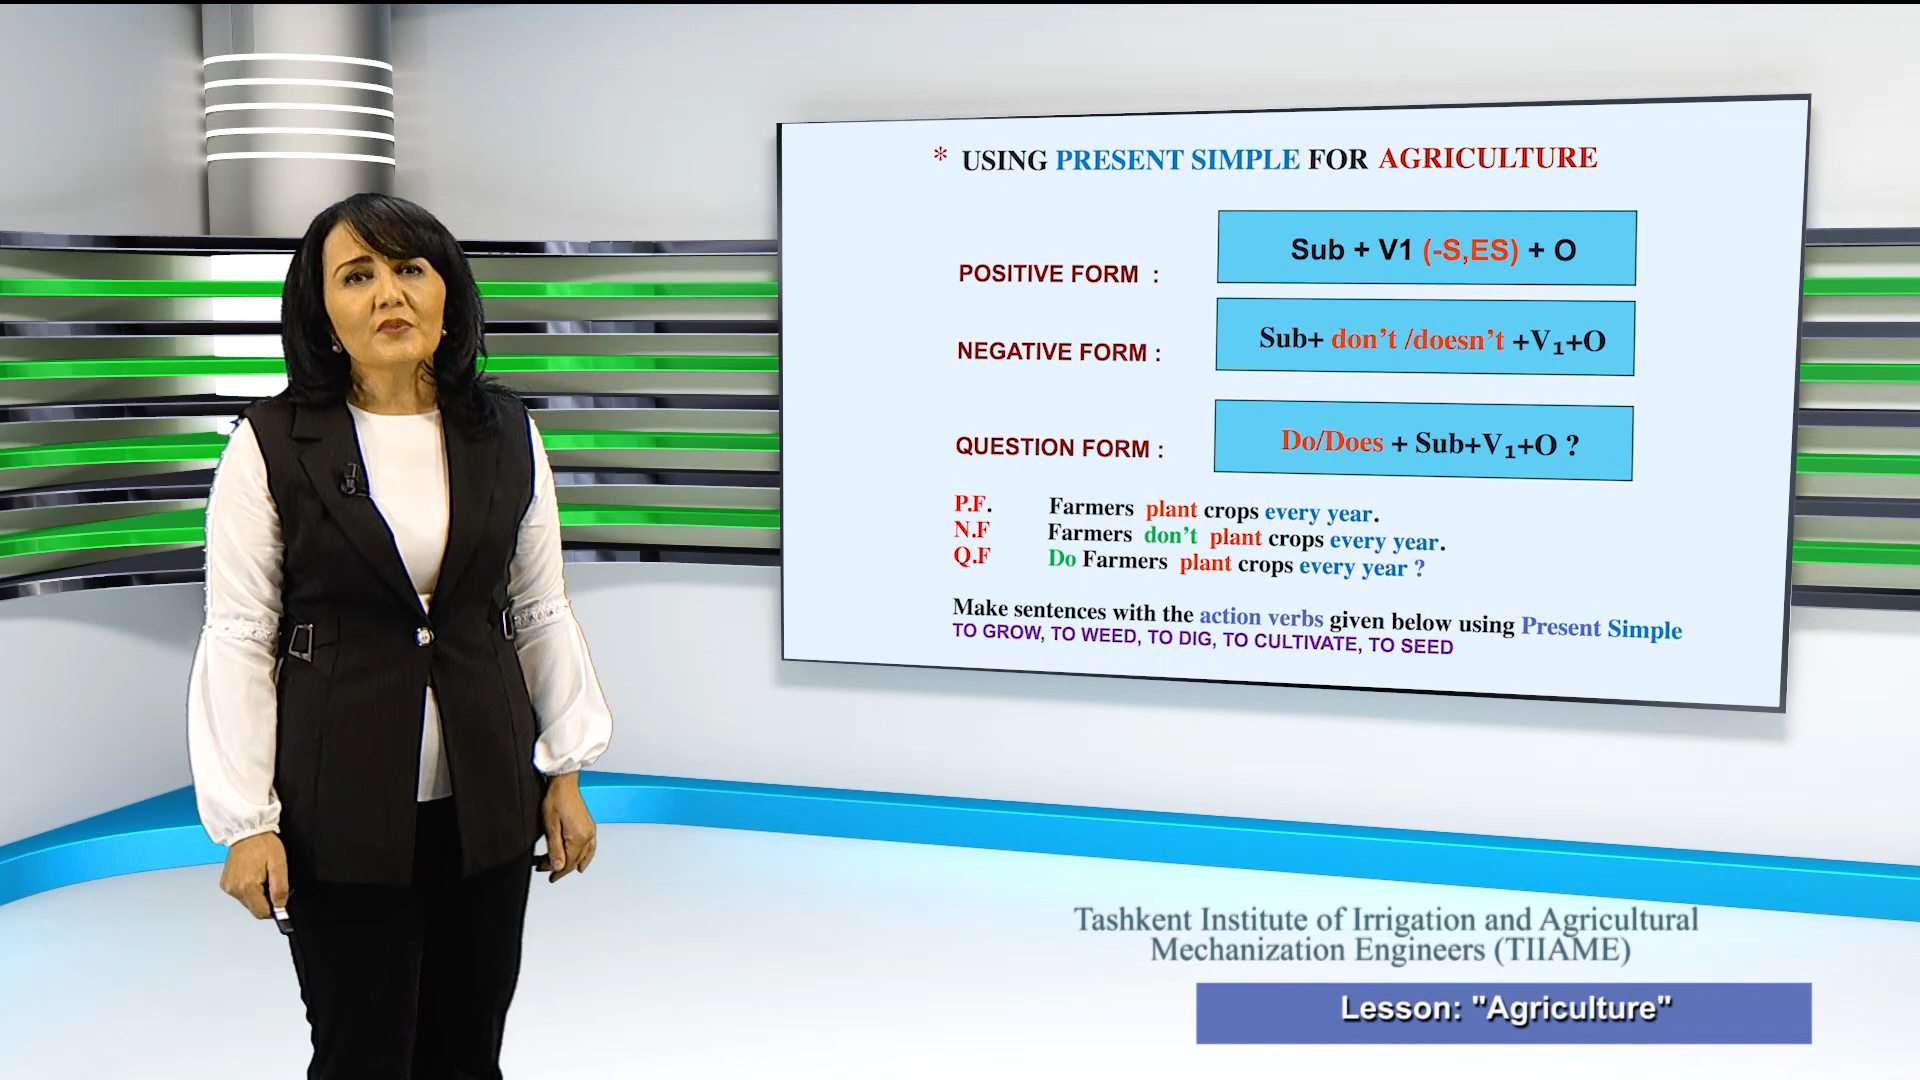 * USING PRESENT SIMPLE FOR AGRICULTURE
POSITIVE FORM : Sub + V1 (-S,ES) + O
NEGATIVE FORM : Sub+ don't /doesn't +V₁+O
QUESTION FORM : Do/Does + Sub+V₁+O ?
P.F. Farmers plant crops every year.
N.F Farmers don't plant crops every year.
Q.F Do Farmers plant crops every year ?
Make sentences with the action verbs given below using Present Simple
TO GROW, TO WEED, TO DIG, TO CULTIVATE, TO SEED
Tashkent Institute of Irrigation and Agricultural
Mechanization Engineers (TIIAME)
Lesson: "Agriculture"